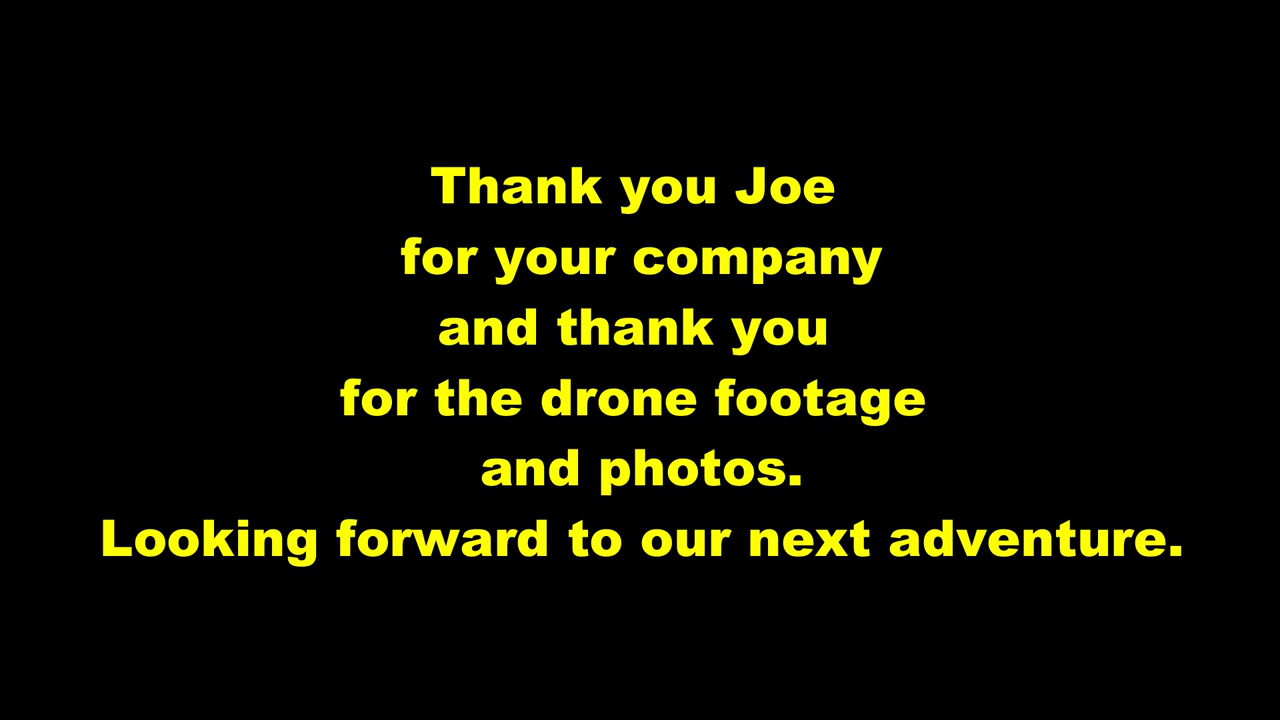 Thank you Joe
for your company
and thank you
for the drone footage
and photos.
Looking forward to our next adventure.